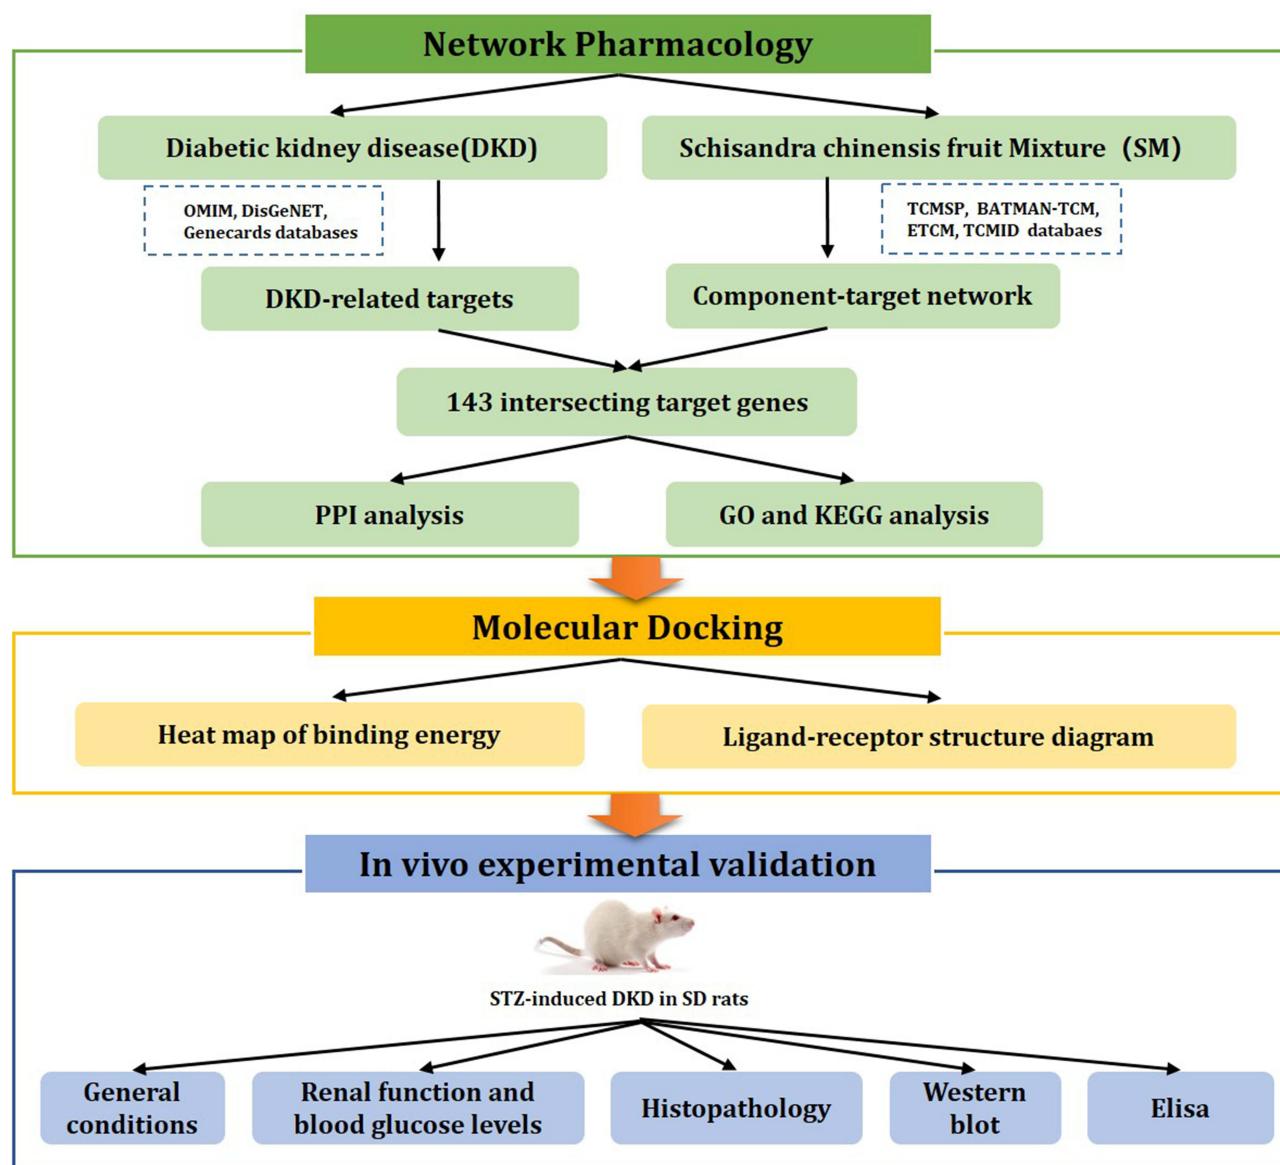 Network Pharmacology
Diabetic kidney disease(DKD)
Schisandra chinensis fruit Mixture（SM）
OMIM, DisGeNET,
Genecards databases
TCMSP, BATMAN-TCM,
ETCM, TCMID databaes
DKD-related targets
Component-target network
143 intersecting target genes
PPI analysis
GO and KEGG analysis
Molecular Docking
Heat map of binding energy
Ligand-receptor structure diagram
In vivo experimental validation
STZ-induced DKD in SD rats
General
conditions
Renal function and
blood glucose levels
Histopathology
Western
blot
Elisa